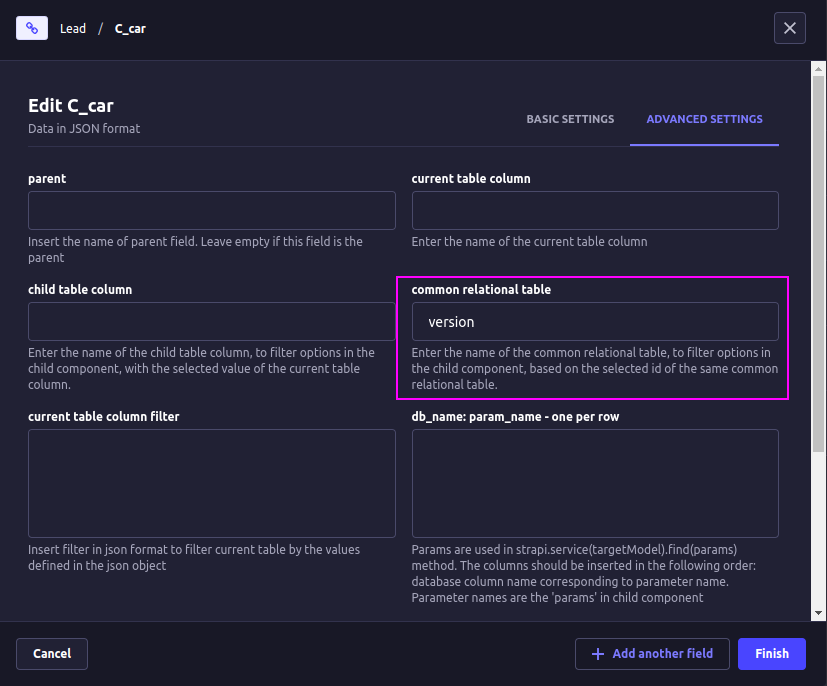 Lead / C_car
Edit C_car
Data in JSON format
BASIC SETTINGS
ADVANCED SETTINGS
parent
Insert the name of parent field. Leave empty if this field is the
parent
current table column
Enter the name of the current table column
child table column
Enter the name of the child table column, to filter options in the
child component, with the selected value of the current table
column.
common relational table
version
Enter the name of the common relational table, to filter options in
the child component, based on the selected id of the same common
relational table.
current table column filter
Insert filter in json format to filter current table by the values
defined in the json object
db_name: param_name - one per row
Params are used in strapi.service(targetModel).find(params)
method. The columns should be inserted in the following order:
database column name corresponding to parameter name.
Parameter names are the 'params' in child component
Cancel
Add another field
Finish